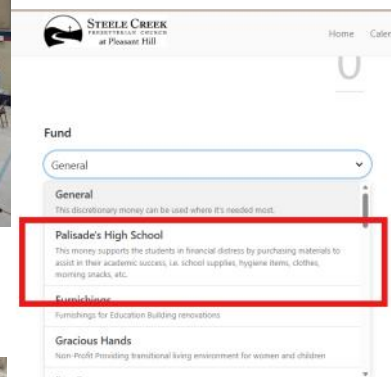 STEELE CREEK
PRESBYTERIAN CHURCH
at Pleasant Hill
Home
0
Fund
General
General
This discretionary money can be used where it's needed most.
Palisade's High School
This money supports the students in financial distress by purchasing materials to
assist in their academic success, i.e. school supplies, hygiene items, clothes,
morning snacks, etc.
Furnishings
Furnishings for Education Building renovations
Gracious Hands
Non-Profit Providing transitional living environment for women and children